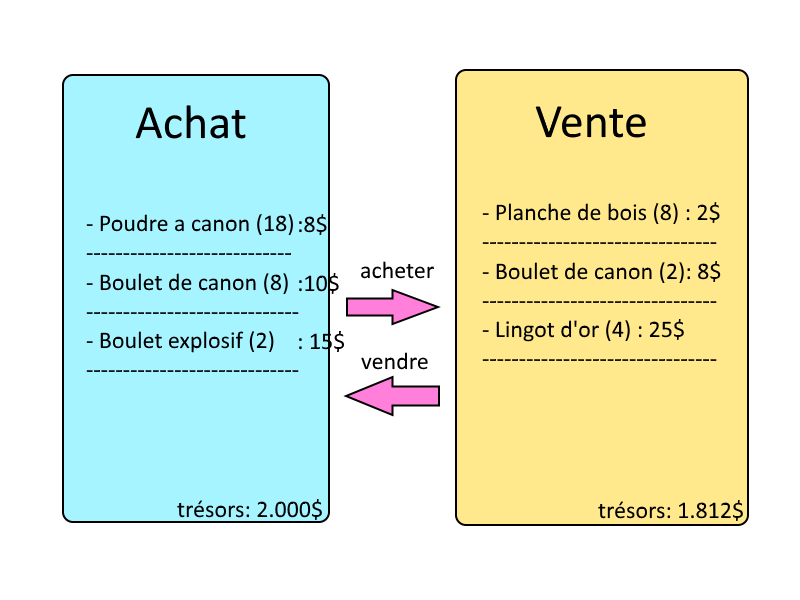 Achat
- Poudre a canon (18) :8$
----------------------------
- Boulet de canon (8) :10$
-----------------------------
- Boulet explosif (2) : 15$
-----------------------------
trésors: 2.000$
acheter
vendre
Vente
- Planche de bois (8) : 2$
--------------------------------
- Boulet de canon (2): 8$
--------------------------------
- Lingot d'or (4) : 25$
--------------------------------
trésors: 1.812$